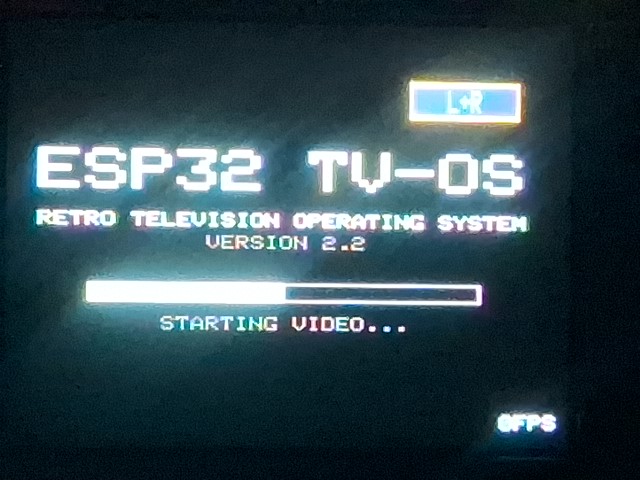 L+R
ESP32 TV-OS
RETRO TELEVISION OPERATING SYSTEM
VERSION 2.2
STARTING VIDEO...
0FPS